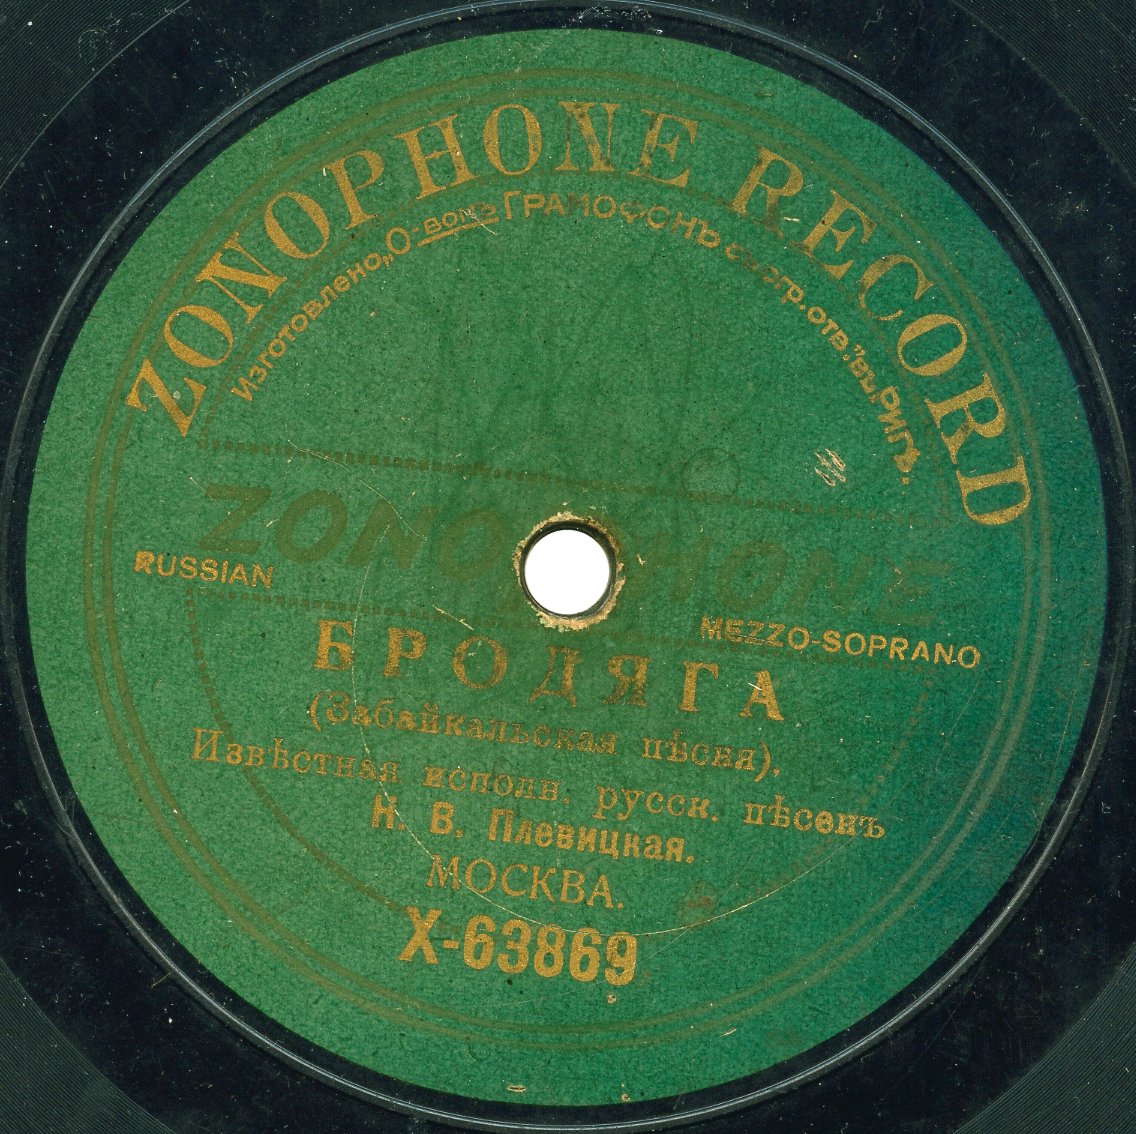 ZONOPHONE RECORD
Изготовлено „О-вомъ ГРАМОФОНЪ съ огр. отв.” въ Ригѣ.
ZONOPHONE
RUSSIAN
MEZZO-SOPRANO
БРОДЯГА
(Забайкальская пѣсня).
Извѣстная исполн. русск. пѣсенъ
Н. В. Плевицкая.
МОСКВА.
X-63869